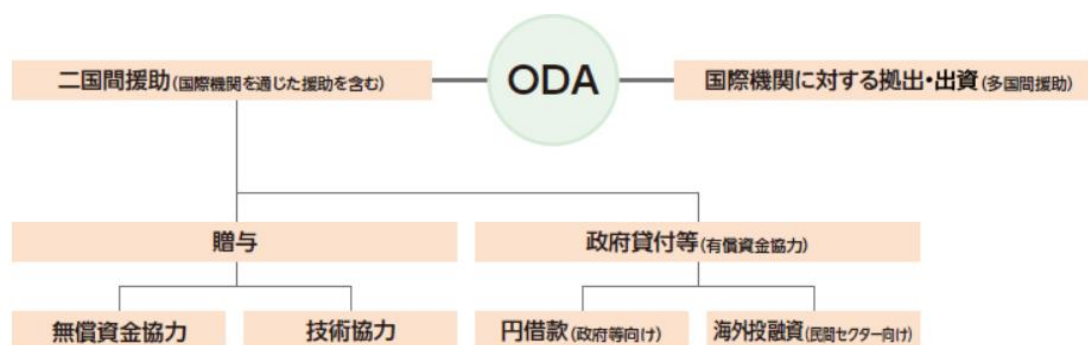 二国間援助(国際機関を通じた援助を含む)
ODA
国際機関に対する拠出・出資(多国間援助)
贈与
政府貸付等(有償資金協力)
無償資金協力
技術協力
円借款(政府等向け)
海外投融資(民間セクター向け)